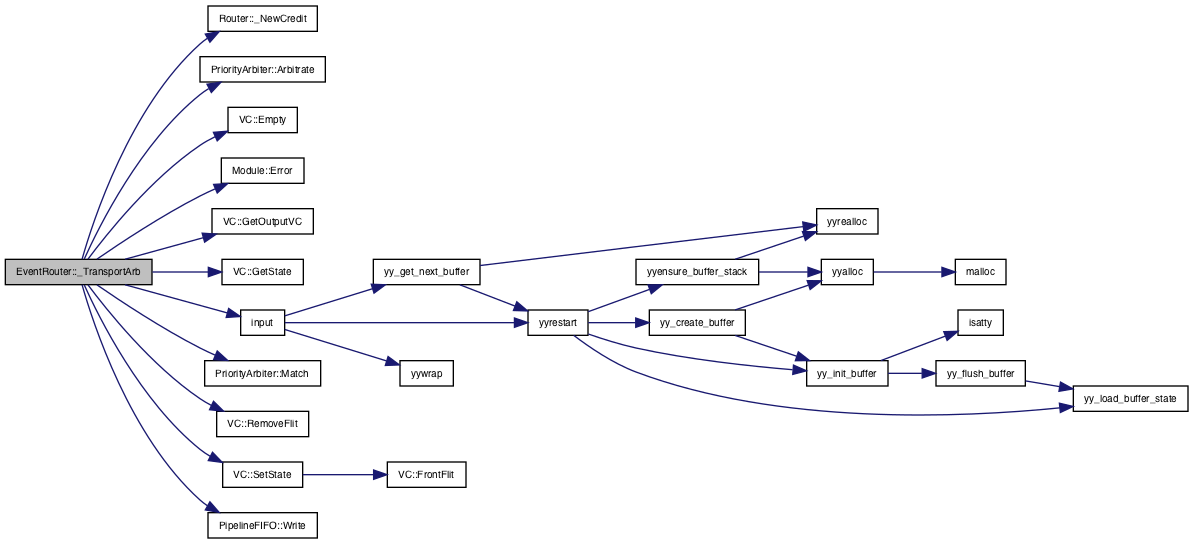 Router::_NewCredit
PriorityArbiter::Arbitrate
VC::Empty
Module::Error
VC::GetOutputVC
yyrealloc
EventRouter::_TransportArb
VC::GetState
yy_get_next_buffer
yyensure_buffer_stack
yyalloc
malloc
input
yyrestart
yy_create_buffer
isatty
PriorityArbiter::Match
yywrap
yy_init_buffer
yy_flush_buffer
yy_load_buffer_state
VC::RemoveFlit
VC::SetState
VC::FrontFlit
PipelineFIFO::Write